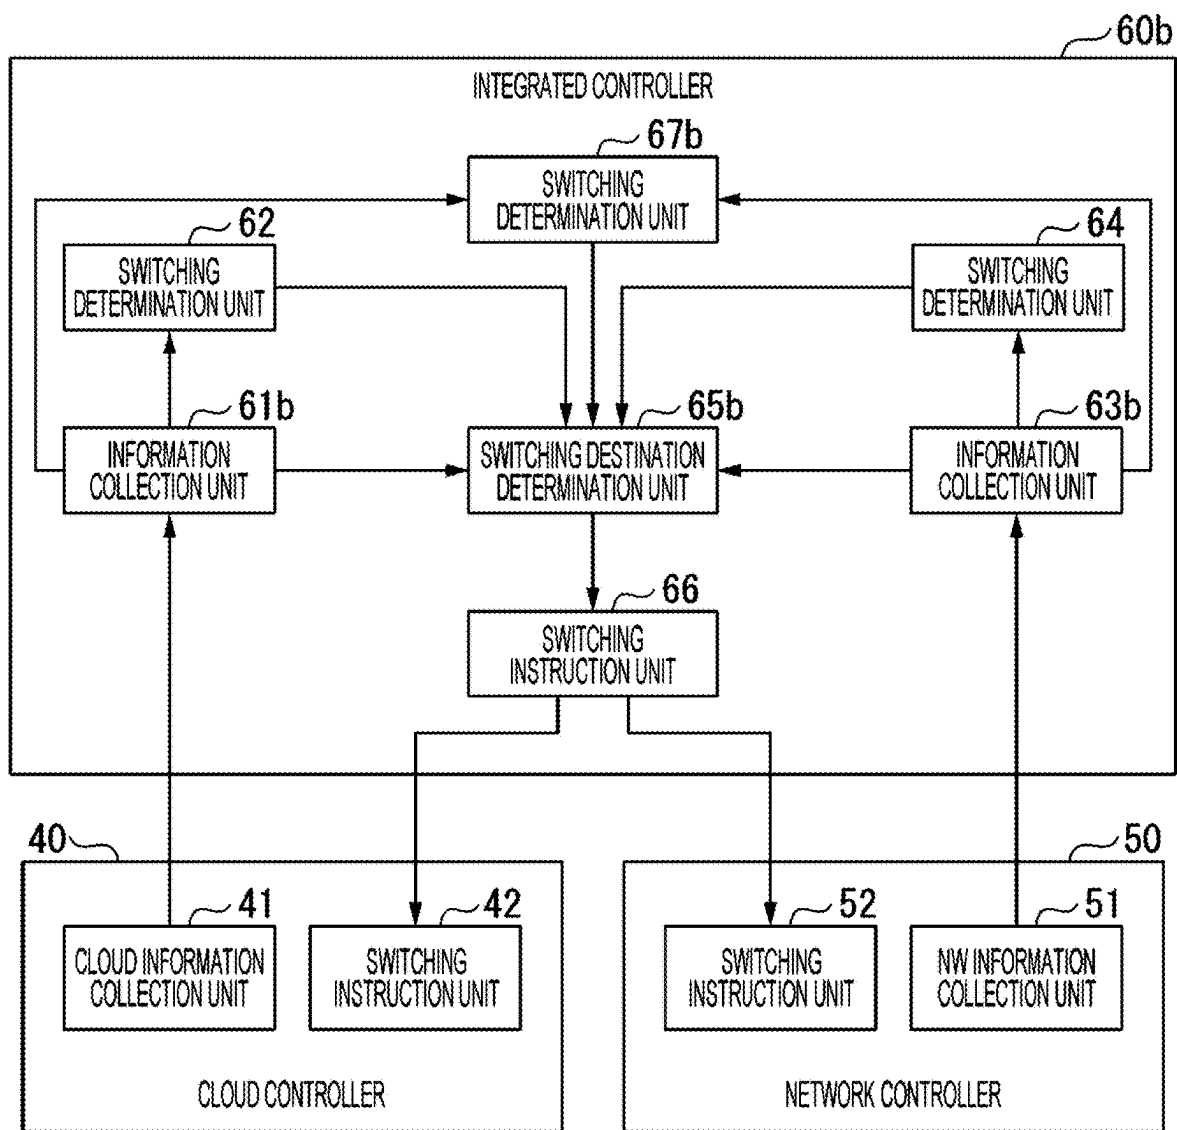 60b
INTEGRATED CONTROLLER
67b
SWITCHING
DETERMINATION UNIT
62
SWITCHING
DETERMINATION UNIT
64
SWITCHING
DETERMINATION UNIT
61b
INFORMATION
COLLECTION UNIT
65b
SWITCHING DESTINATION
DETERMINATION UNIT
63b
INFORMATION
COLLECTION UNIT
66
SWITCHING
INSTRUCTION UNIT
40
41
CLOUD INFORMATION
COLLECTION UNIT
42
SWITCHING
INSTRUCTION UNIT
CLOUD CONTROLLER
50
52
SWITCHING
INSTRUCTION UNIT
51
NW INFORMATION
COLLECTION UNIT
NETWORK CONTROLLER